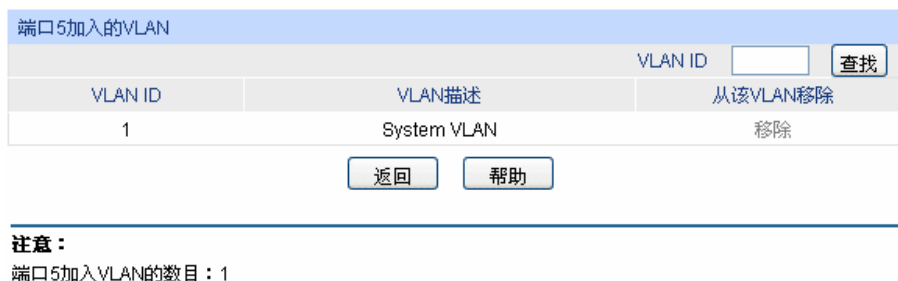 端口5加入的VLAN
VLAN ID 查找
VLAN ID VLAN描述 从该VLAN移除
1 System VLAN 移除
返回 帮助
注意：
端口5加入VLAN的数目：1